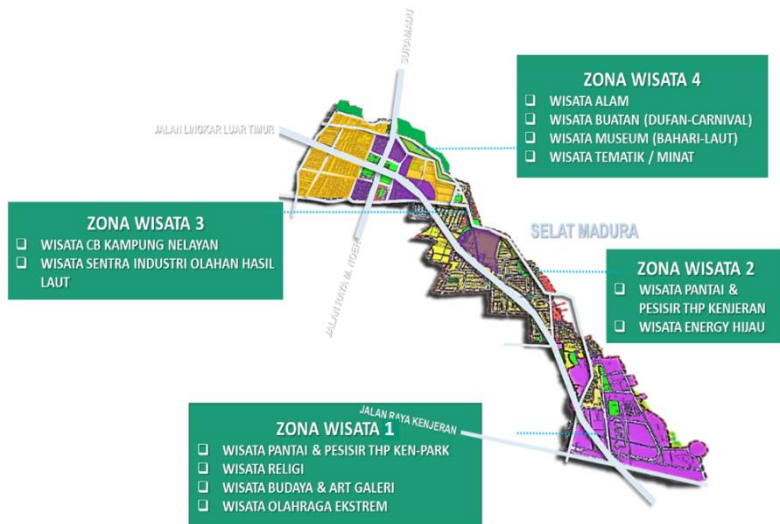 SURAMADU
ZONA WISATA 4
❑ WISATA ALAM
❑ WISATA BUATAN (DUFAN-CARNIVAL)
❑ WISATA MUSEUM (BAHARI-LAUT)
❑ WISATA TEMATIK / MINAT
JALAN LINGKAR LUAR TIMUR
ZONA WISATA 3
❑ WISATA CB KAMPUNG NELAYAN
❑ WISATA SENTRA INDUSTRI OLAHAN HASIL
LAUT
SELAT MADURA
JALAN RAYA M. NOER
ZONA WISATA 2
❑ WISATA PANTAI &
PESISIR THP KENJERAN
❑ WISATA ENERGY HIJAU
JALAN RAYA KENJERAN
ZONA WISATA 1
❑ WISATA PANTAI & PESISIR THP KEN-PARK
❑ WISATA RELIGI
❑ WISATA BUDAYA & ART GALERI
❑ WISATA OLAHRAGA EKSTREM